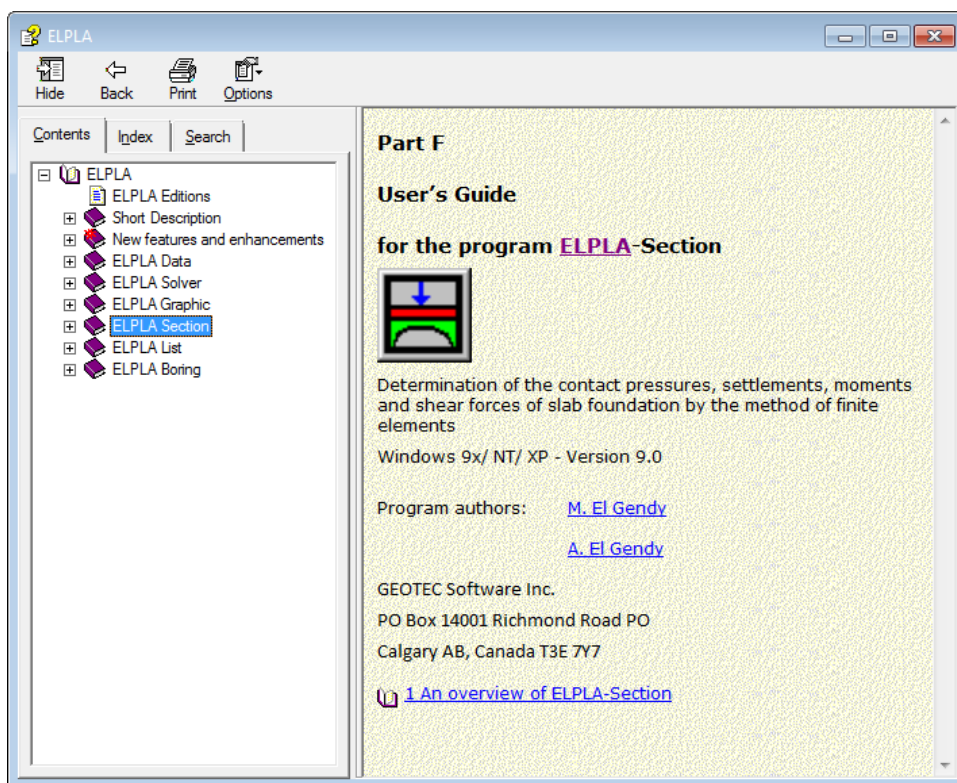 ELPLA
Hide Back Print Options
Contents Index Search
ELPLA
ELPLA Editions
Short Description
New features and enhancements
ELPLA Data
ELPLA Solver
ELPLA Graphic
ELPLA Section
ELPLA List
ELPLA Boring
Part F
User's Guide
for the program ELPLA-Section
Determination of the contact pressures, settlements, moments
and shear forces of slab foundation by the method of finite
elements
Windows 9x/ NT/ XP - Version 9.0
Program authors: M. El Gendy
A. El Gendy
GEOTEC Software Inc.
PO Box 14001 Richmond Road PO
Calgary AB, Canada T3E 7Y7
1 An overview of ELPLA-Section